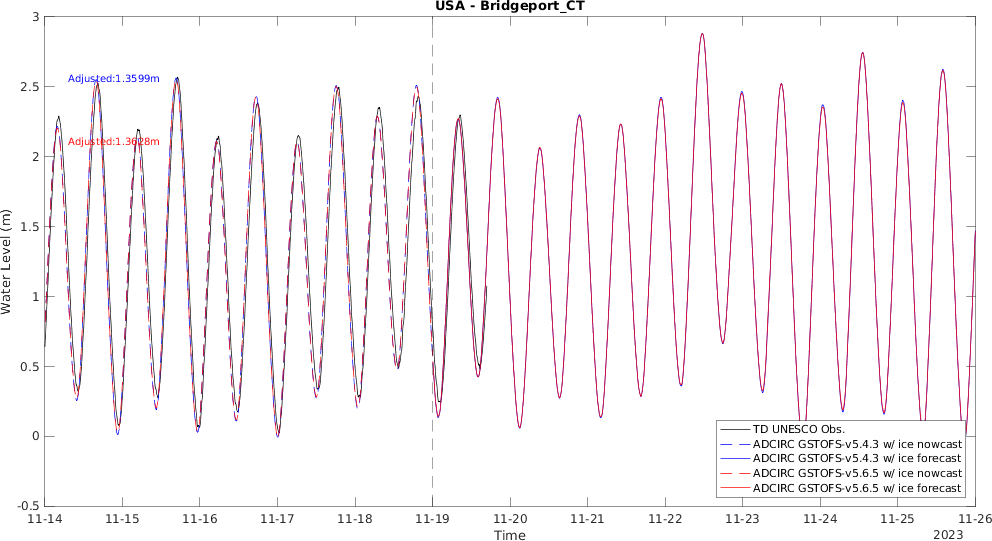 USA - Bridgeport_CT
3
2.5
2
1.5
1
0.5
0
-0.5
Water Level (m)
Adjusted:1.3599m
Adjusted:1.3628m
TD UNESCO Obs.
ADCIRC GSTOFS-v5.4.3 w/ ice nowcast
ADCIRC GSTOFS-v5.4.3 w/ ice forecast
ADCIRC GSTOFS-v5.6.5 w/ ice nowcast
ADCIRC GSTOFS-v5.6.5 w/ ice forecast
11-14 11-15 11-16 11-17 11-18 11-19 11-20 11-21 11-22 11-23 11-24 11-25 11-26
Time
2023